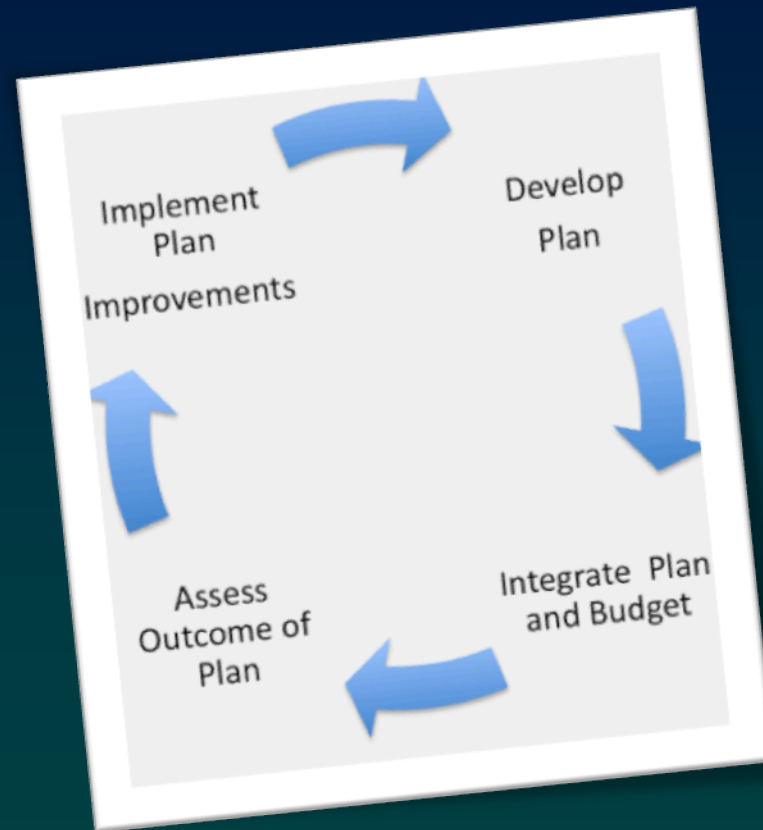 Implement
Plan
Improvements
Develop
Plan
Integrate  Plan
and Budget
Assess
Outcome of
Plan